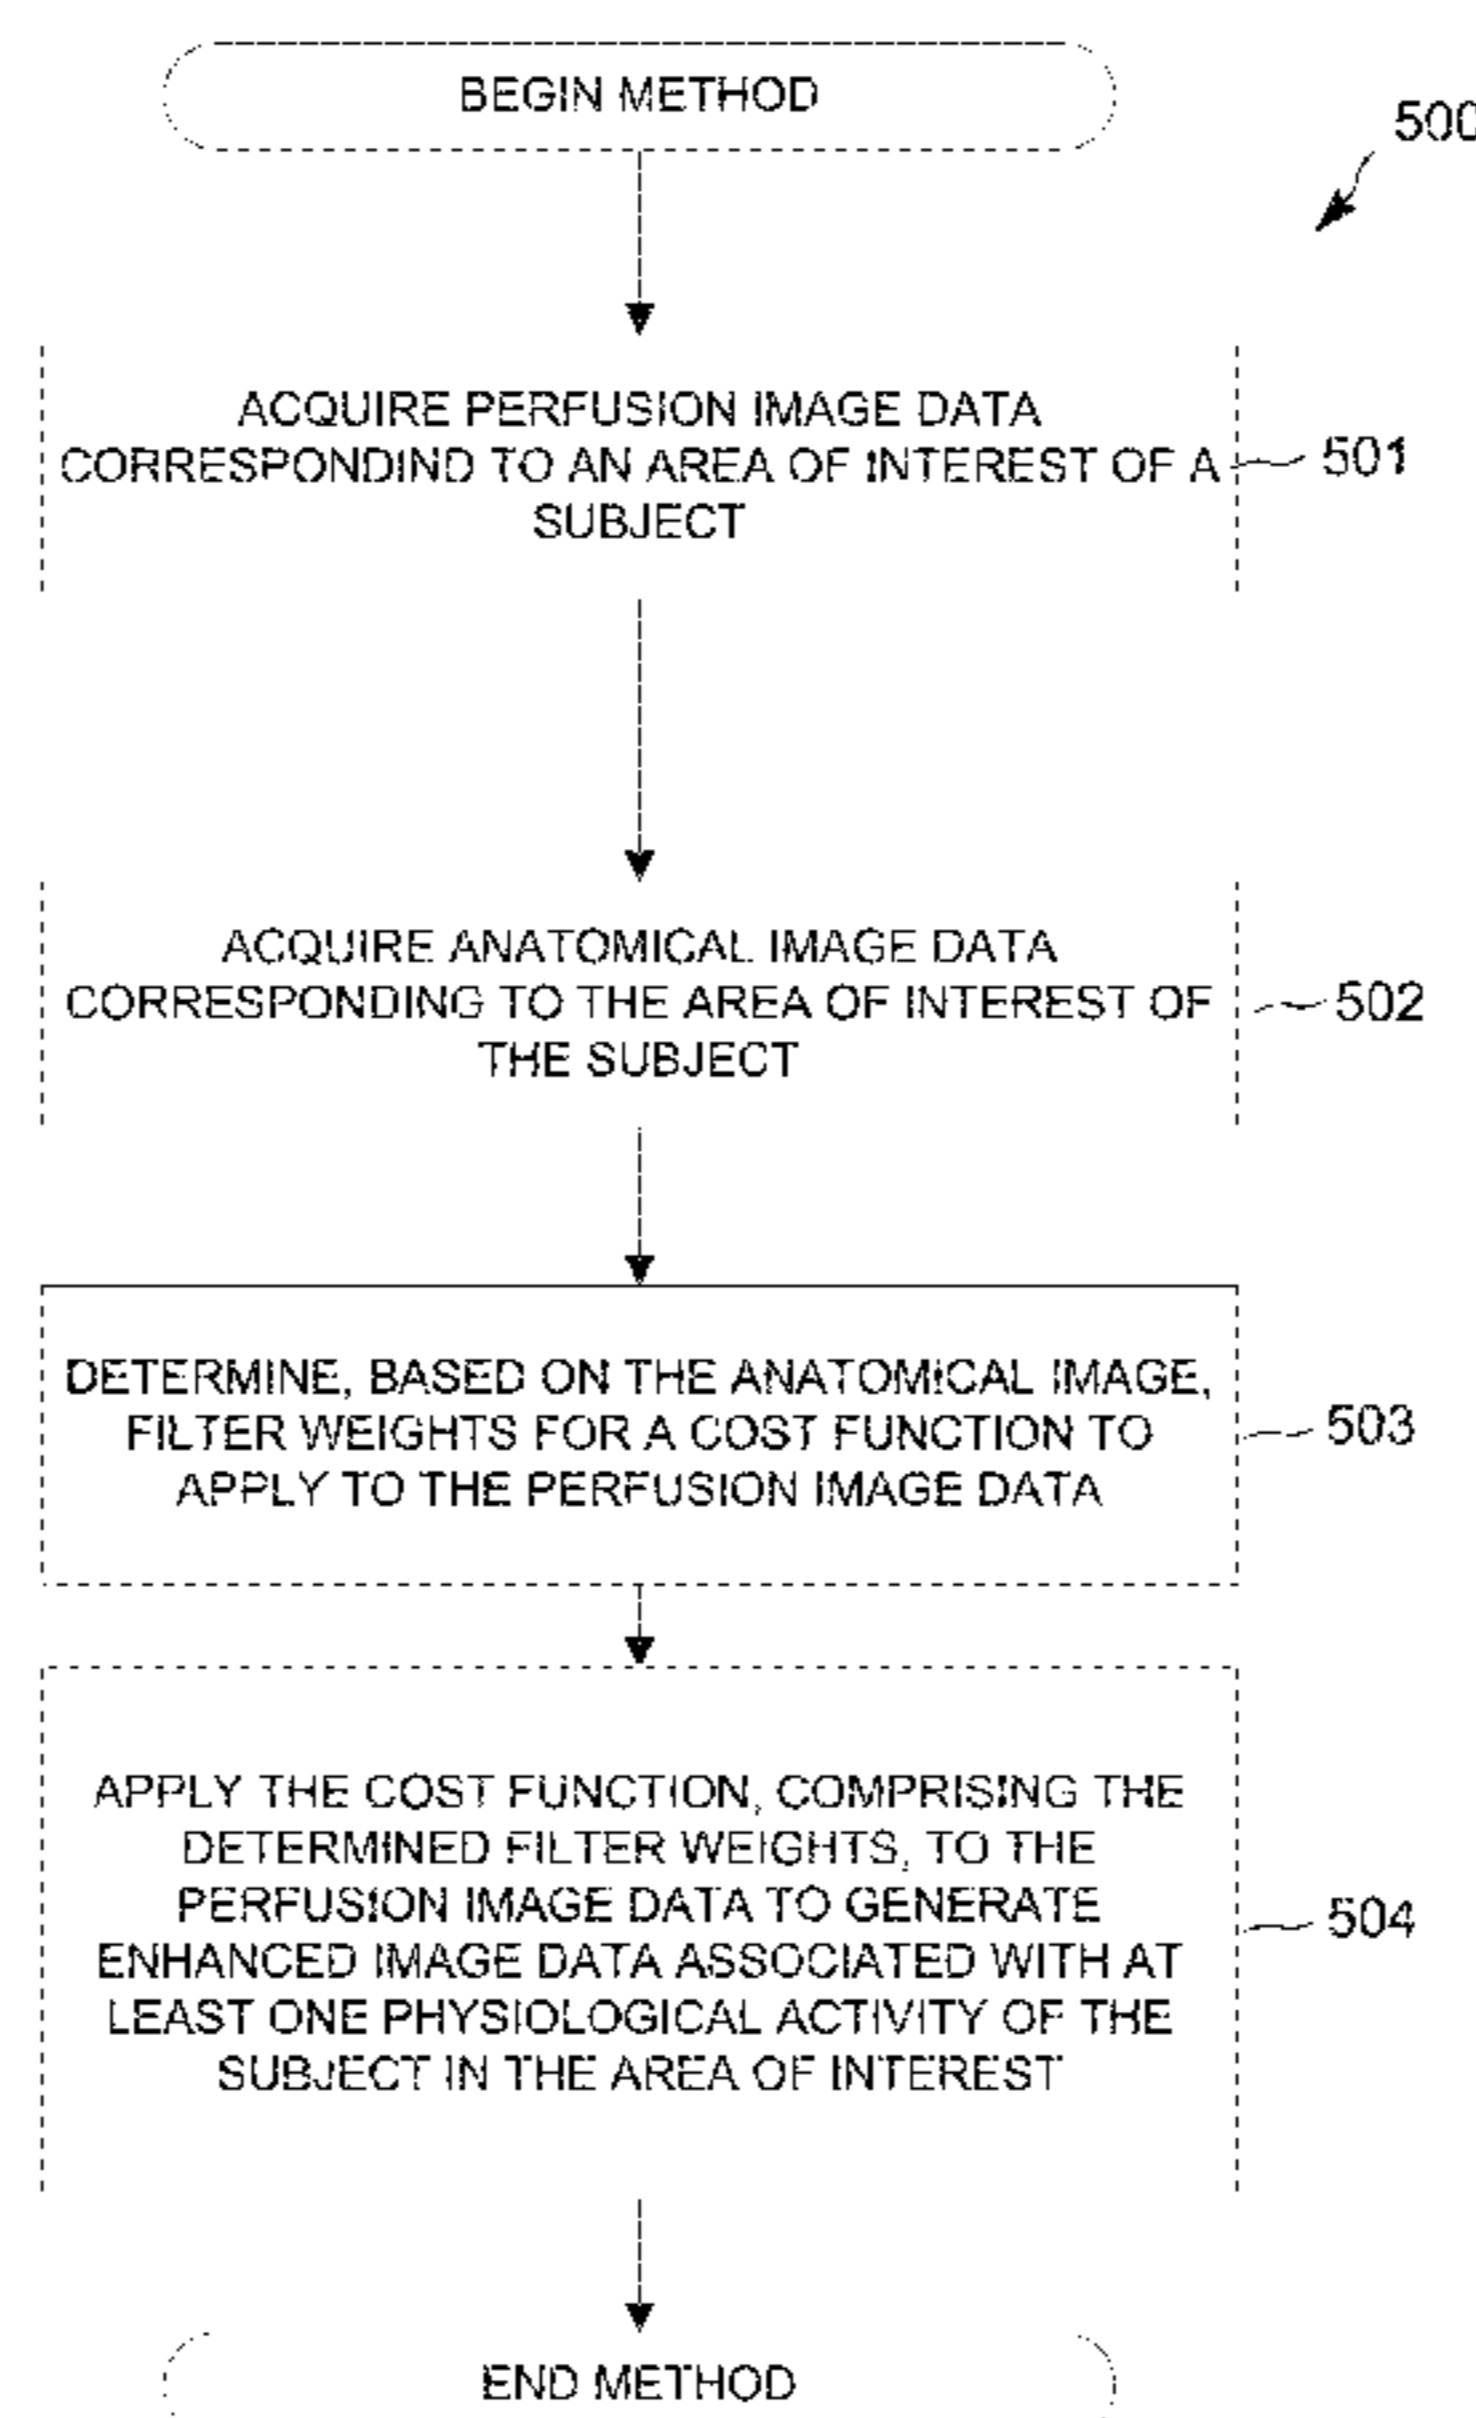 BEGIN METHOD
500
ACQUIRE PERFUSION IMAGE DATA
CORRESPONDIND TO AN AREA OF INTEREST OF A
SUBJECT
501
ACQUIRE ANATOMICAL IMAGE DATA
CORRESPONDING TO THE AREA OF INTEREST OF
THE SUBJECT
502
DETERMINE, BASED ON THE ANATOMICAL IMAGE,
FILTER WEIGHTS FOR A COST FUNCTION TO
APPLY TO THE PERFUSION IMAGE DATA
503
APPLY THE COST FUNCTION, COMPRISING THE
DETERMINED FILTER WEIGHTS, TO THE
PERFUSION IMAGE DATA TO GENERATE
ENHANCED IMAGE DATA ASSOCIATED WITH AT
LEAST ONE PHYSIOLOGICAL ACTIVITY OF THE
SUBJECT IN THE AREA OF INTEREST
504
END METHOD